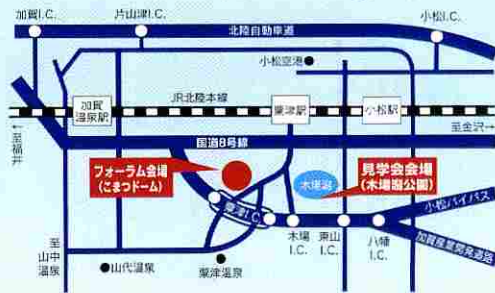 加賀I.C.
片山津I.C.
小松I.C.
北陸自動車道
小松空港
JR北陸本線
加賀
温泉駅
粟津駅
小松駅
←至福井
至金沢→
国道8号線
フォーラム会場
(こまつドーム)
木場潟
見学会会場
(木場潟公園)
粟津I.C.
小松バイパス
木場
I.C.
東山
I.C.
八幡
I.C.
加賀産業開発道路
至
山中
温泉
山代温泉
粟津温泉